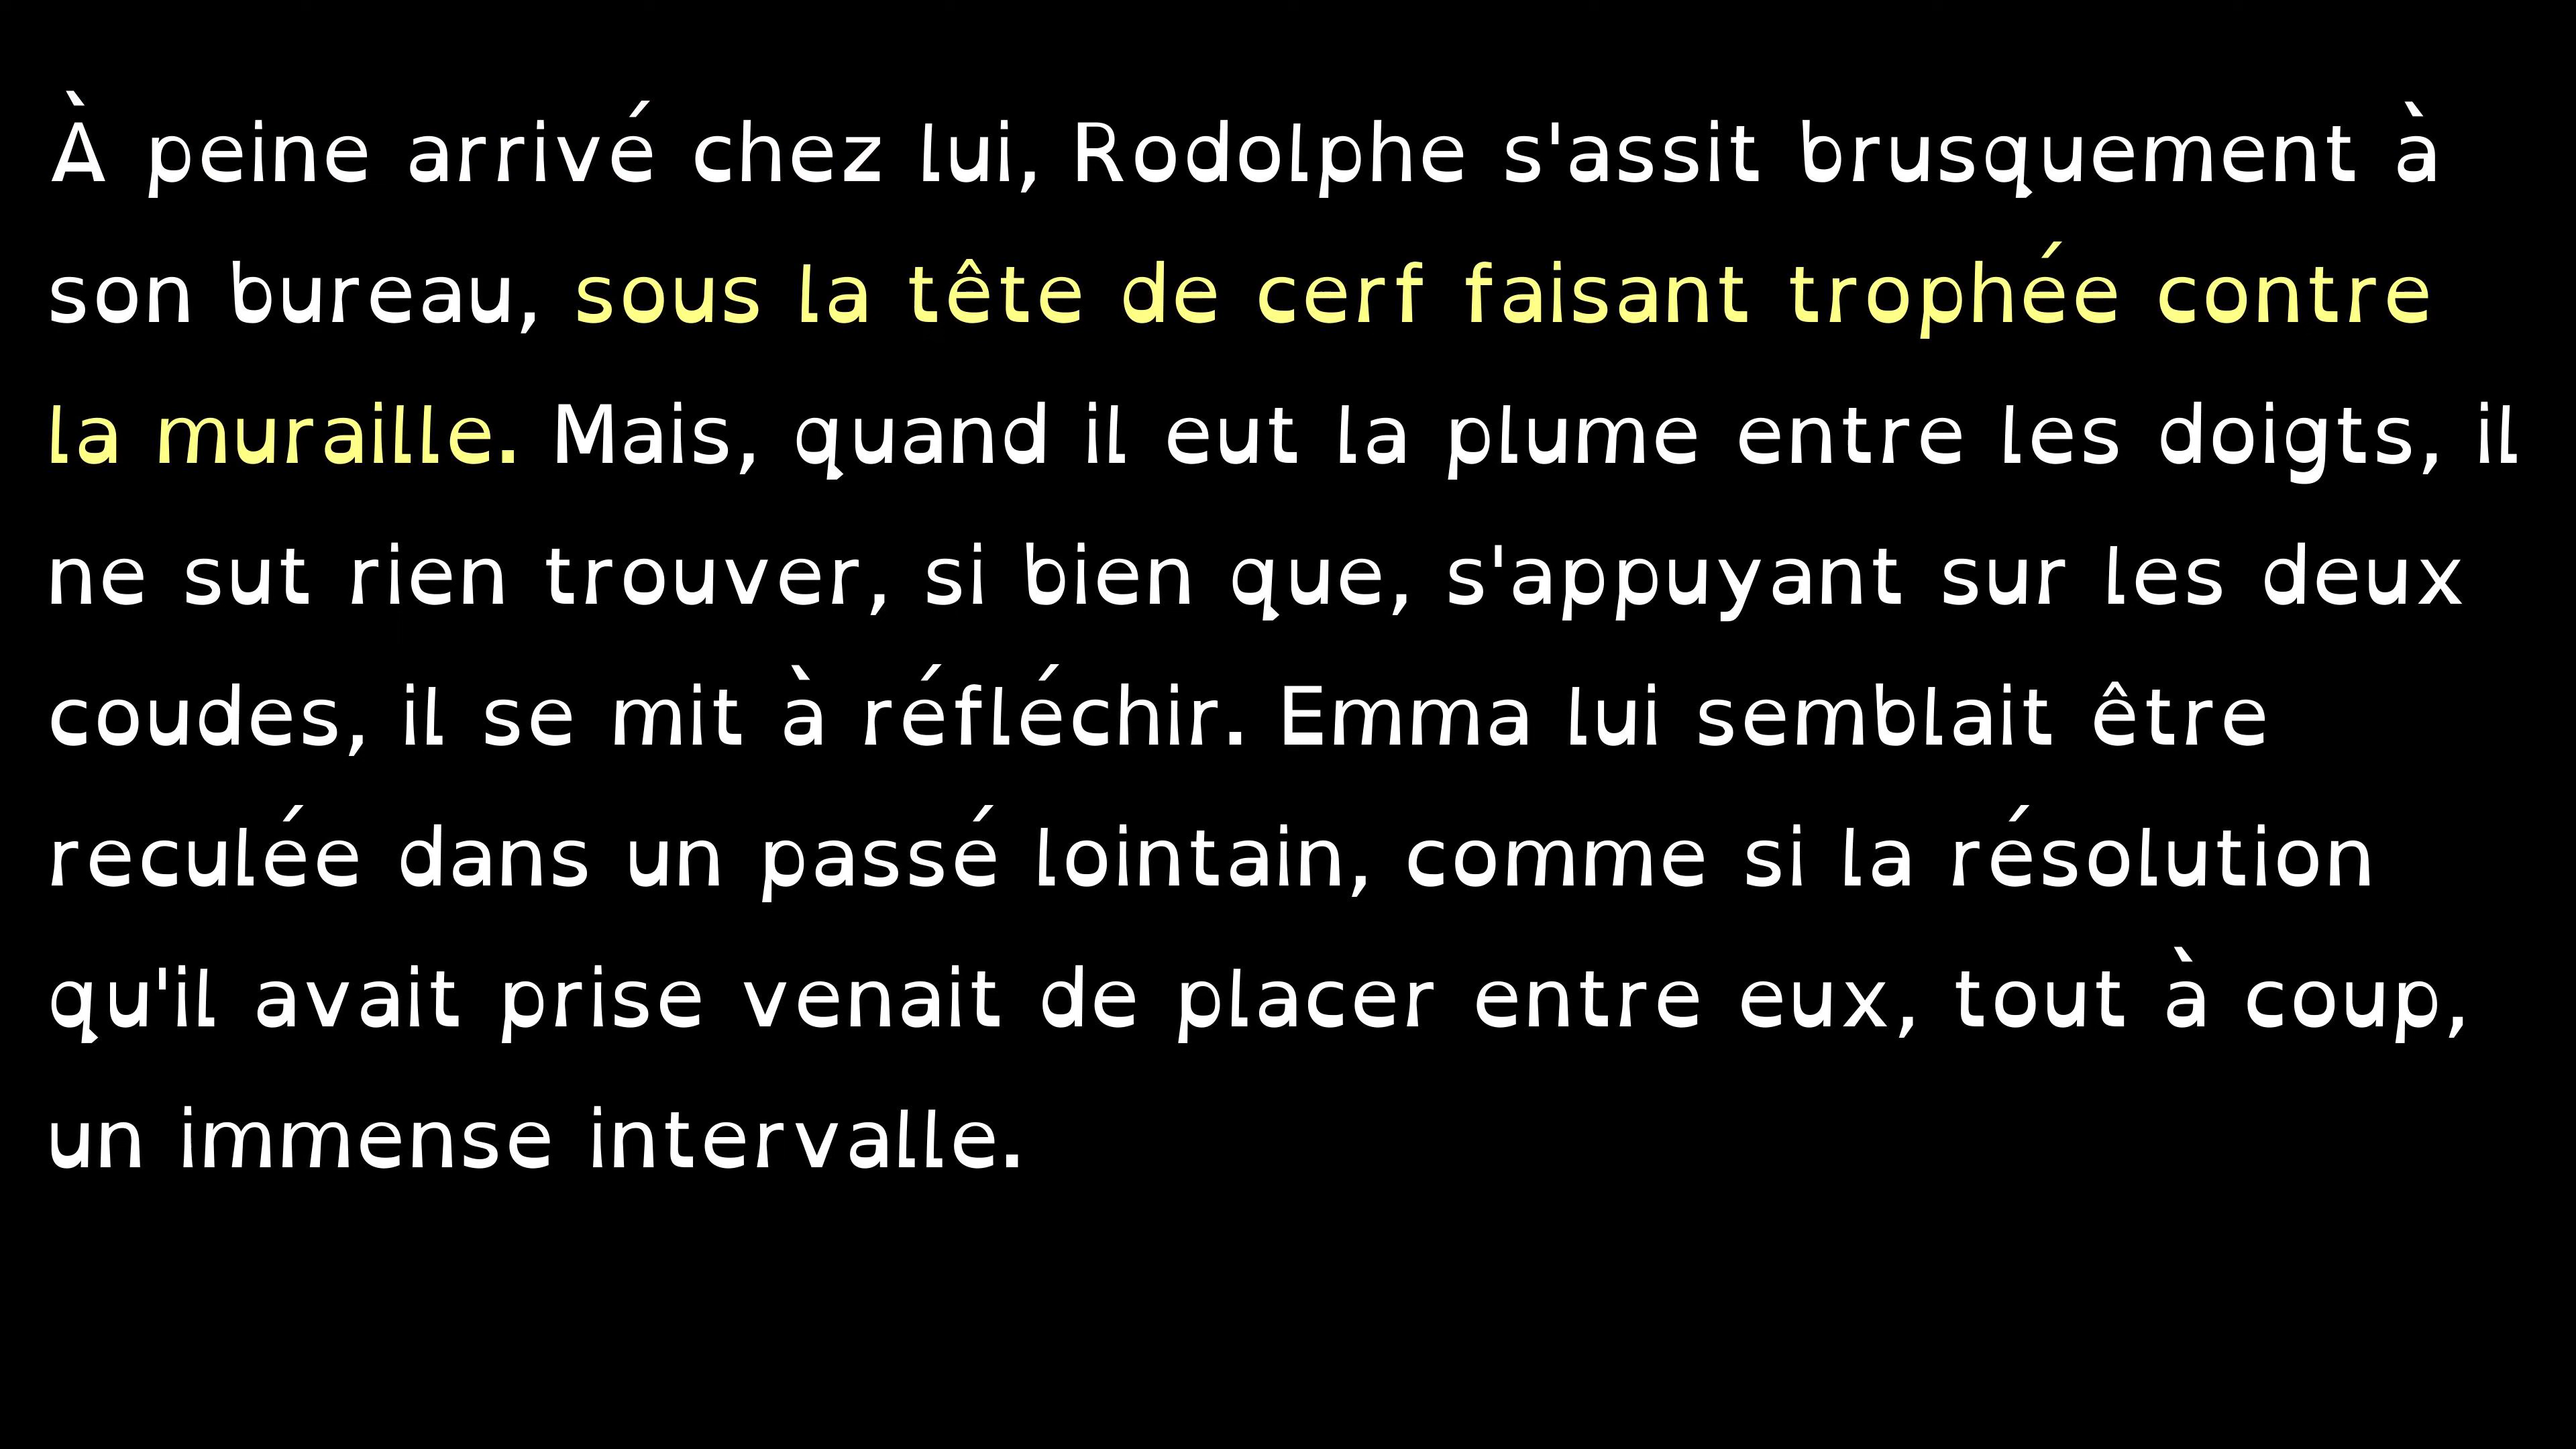 À peine arrivé chez lui, Rodolphe s'assit brusquement à
son bureau, sous la tête de cerf faisant trophée contre
la muraille. Mais, quand il eut la plume entre les doigts, il
ne sut rien trouver, si bien que, s'appuyant sur les deux
coudes, il se mit à réfléchir. Emma lui semblait être
reculée dans un passé lointain, comme si la résolution
qu'il avait prise venait de placer entre eux, tout à coup,
un immense intervalle.